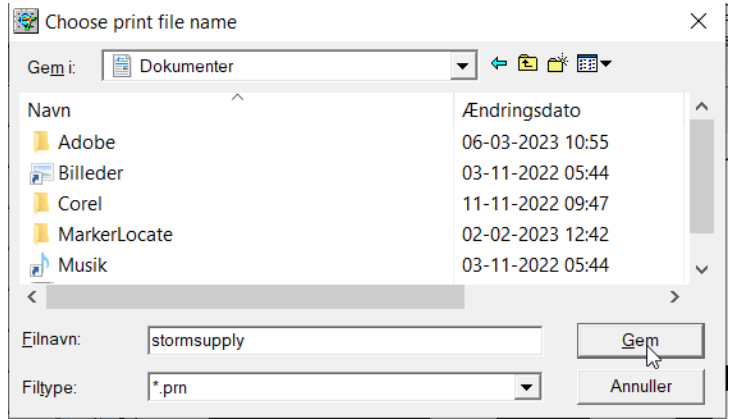 Choose print file name
Gem i: Dokumenter
Navn Ændringsdato
Adobe 06-03-2023 10:55
Billeder 03-11-2022 05:44
Corel 11-11-2022 09:47
MarkerLocate 02-02-2023 12:42
Musik 03-11-2022 05:44
Filnavn: stormsupply Gem
Filtype: *.prn Annuller